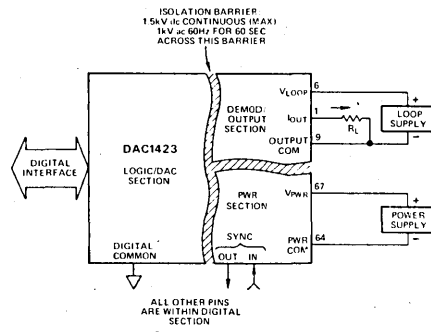 ISOLATION BARRIER
1.5kV dc CONTINUOUS (MAX)
1kV ac 60Hz FOR 60 SEC
ACROSS THIS BARRIER
DIGITAL
INTERFACE
DAC1423
LOGIC/DAC
SECTION
DIGITAL
COMMON
DEMOD/
OUTPUT
SECTION
VLOOP
6
IOUT
1
OUTPUT
COM
9
RL
+
LOOP
SUPPLY
-
PWR
SECTION
VPWR
67
SYNC
OUT IN
PWR
COM
64
+
POWER
SUPPLY
-
ALL OTHER PINS
ARE WITHIN DIGITAL
SECTION